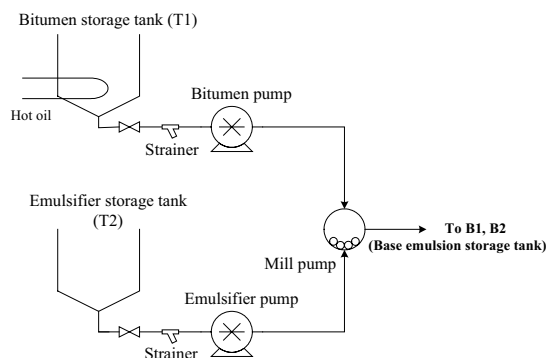 Bitumen storage tank (T1)
Hot oil
Bitumen pump
Strainer
Emulsifier storage tank
(T2)
To B1, B2
(Base emulsion storage tank)
Mill pump
Emulsifier pump
Strainer